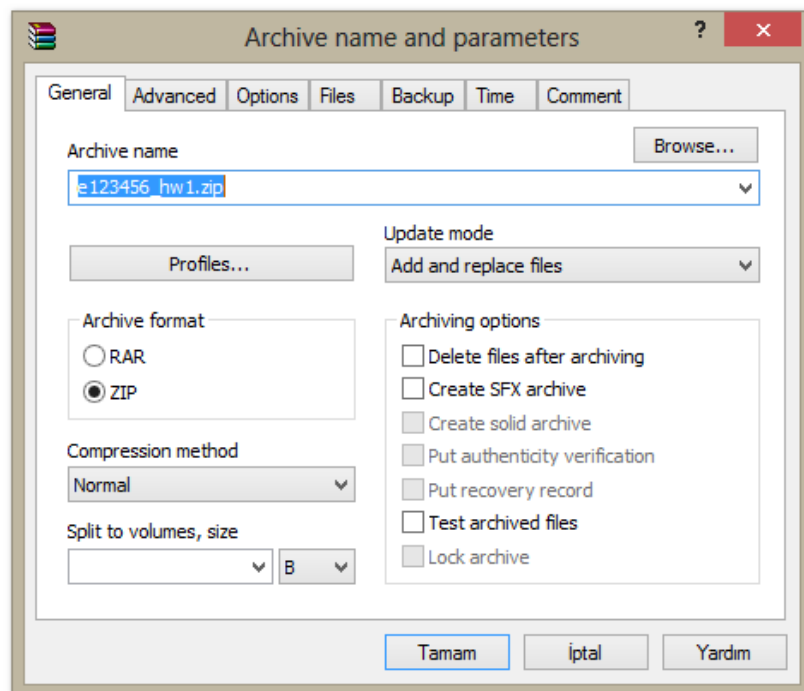 Archive name and parameters
?
General Advanced Options Files Backup Time Comment
Archive name
Browse...
e123456_hw1.zip
Update mode
Profiles...
Add and replace files
Archive format
RAR
ZIP
Archiving options
Delete files after archiving
Create SFX archive
Create solid archive
Put authenticity verification
Put recovery record
Test archived files
Lock archive
Compression method
Normal
Split to volumes, size
B
Tamam İptal Yardım